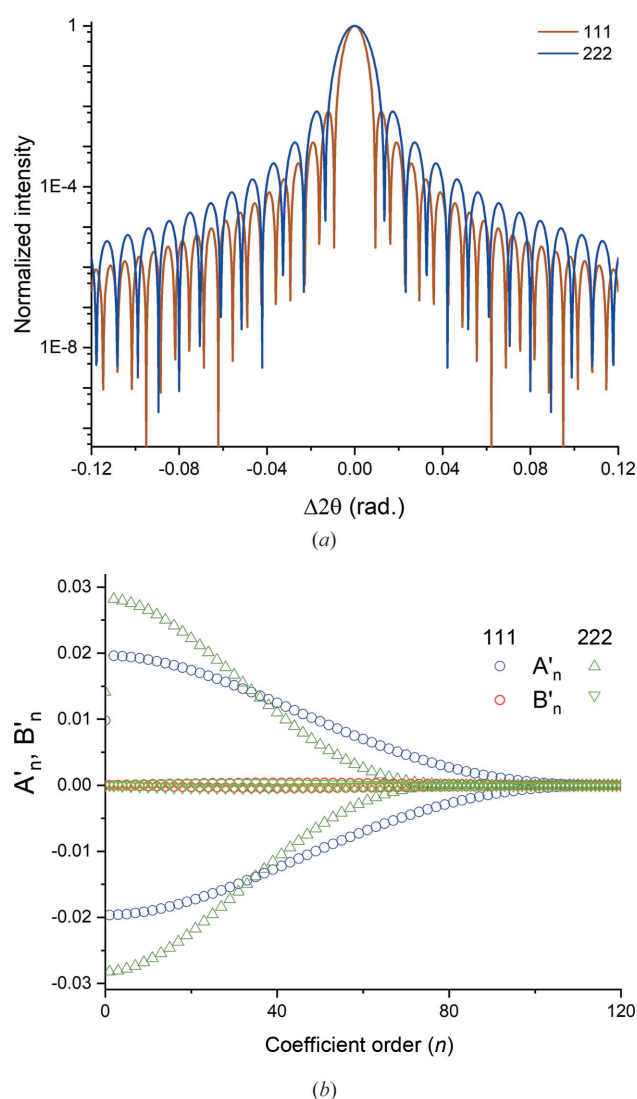 1
1E-4
1E-8
Normalized intensity
111
222
-0.12 -0.08 -0.04 0.00 0.04 0.08 0.12
Δ2θ (rad.)
(a)
0.03
0.02
0.01
0.00
-0.01
-0.02
-0.03
A'n, B'n
111 222
A'n
B'n
0 40 80 120
Coefficient order (n)
(b)